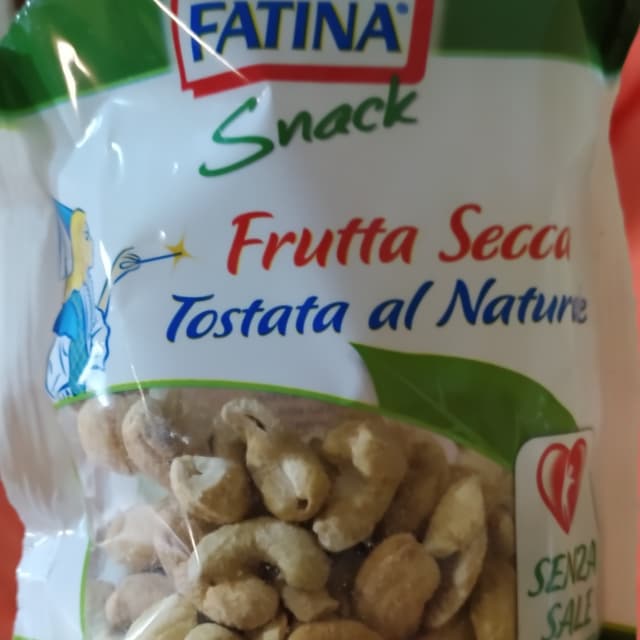 FATINA®
Snack
Frutta Secca
Tostata al Naturale
SENZA
SALE